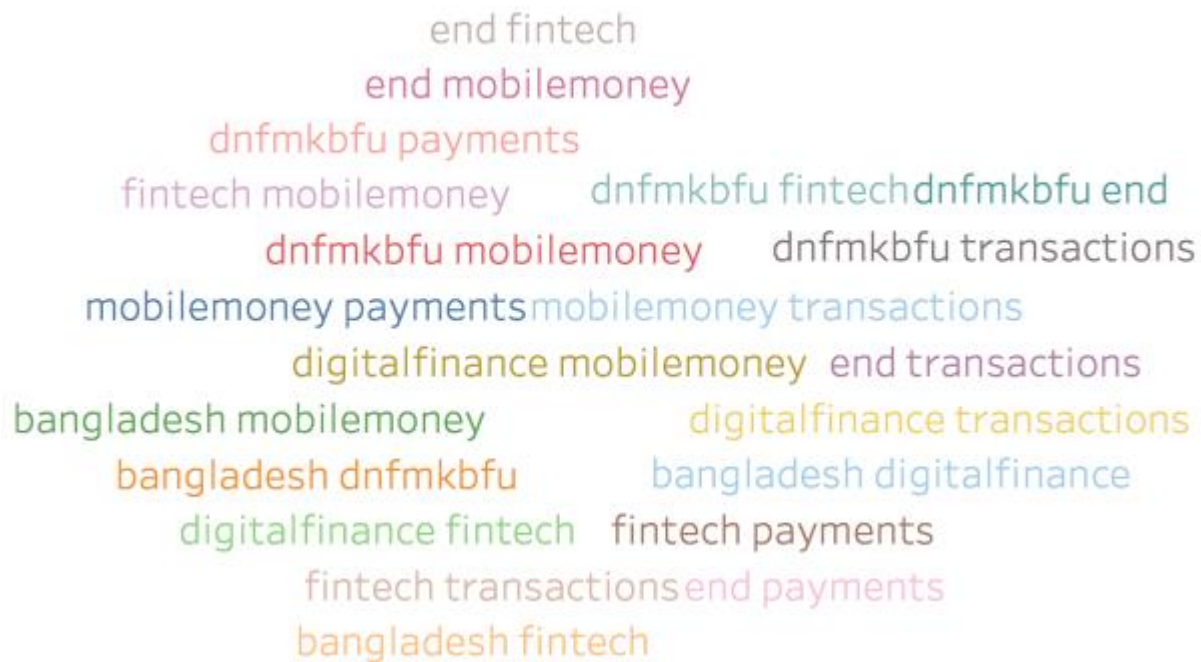 end fintech
end mobilemoney
dnfmkbfu payments
fintech mobilemoney dnfmkbfu fintech dnfmkbfu end
dnfmkbfu mobilemoney dnfmkbfu transactions
mobilemoney payments mobilemoney transactions
digitalfinance mobilemoney end transactions
bangladesh mobilemoney digitalfinance transactions
bangladesh dnfmkbfu bangladesh digitalfinance
digitalfinance fintech fintech payments
fintech transactions end payments
bangladesh fintech